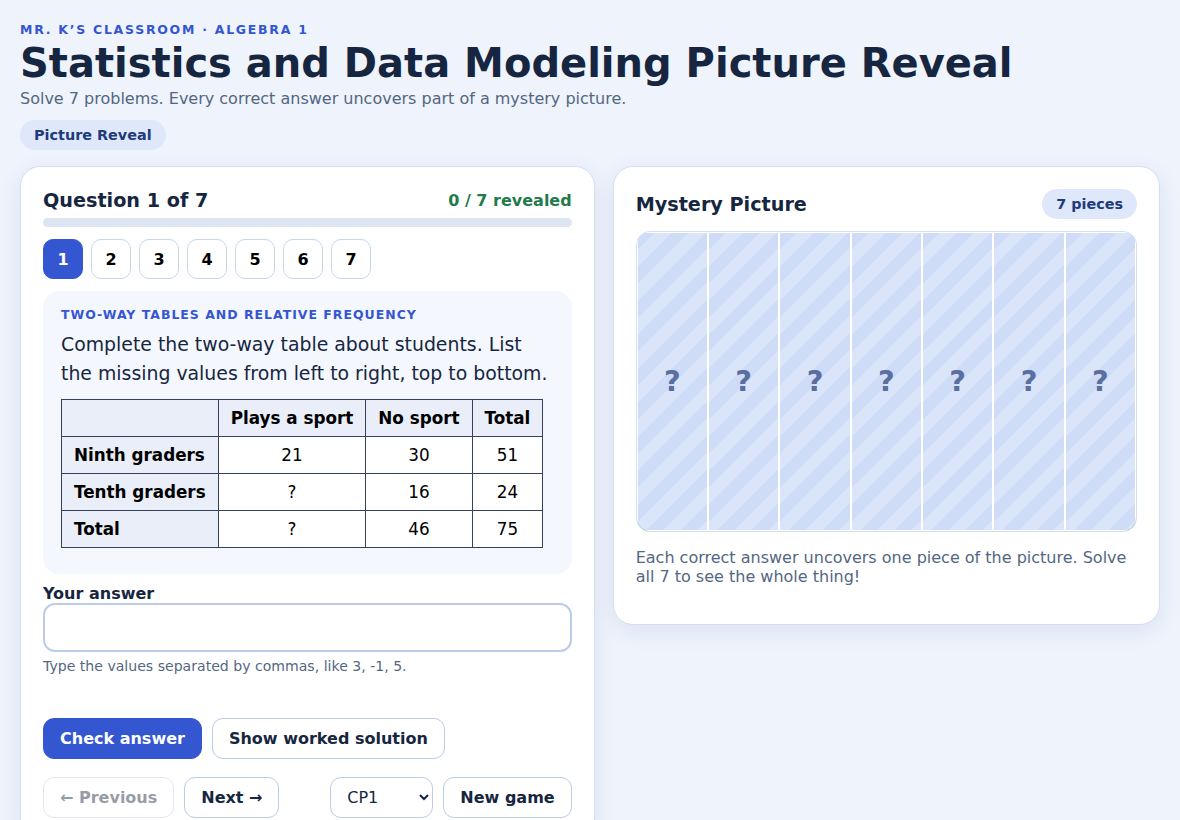 MR. K’S CLASSROOM · ALGEBRA 1
Statistics and Data Modeling Picture Reveal
Solve 7 problems. Every correct answer uncovers part of a mystery picture.
Picture Reveal
Question 1 of 7
0 / 7 revealed
1 2 3 4 5 6 7
TWO-WAY TABLES AND RELATIVE FREQUENCY
Complete the two-way table about students. List
the missing values from left to right, top to bottom.
Plays a sport No sport Total
Ninth graders 21 30 51
Tenth graders ? 16 24
Total ? 46 75
Your answer
Type the values separated by commas, like 3, -1, 5.
Check answer Show worked solution
← Previous Next → CP1 New game
Mystery Picture
7 pieces
? ? ? ? ? ? ?
Each correct answer uncovers one piece of the picture. Solve
all 7 to see the whole thing!